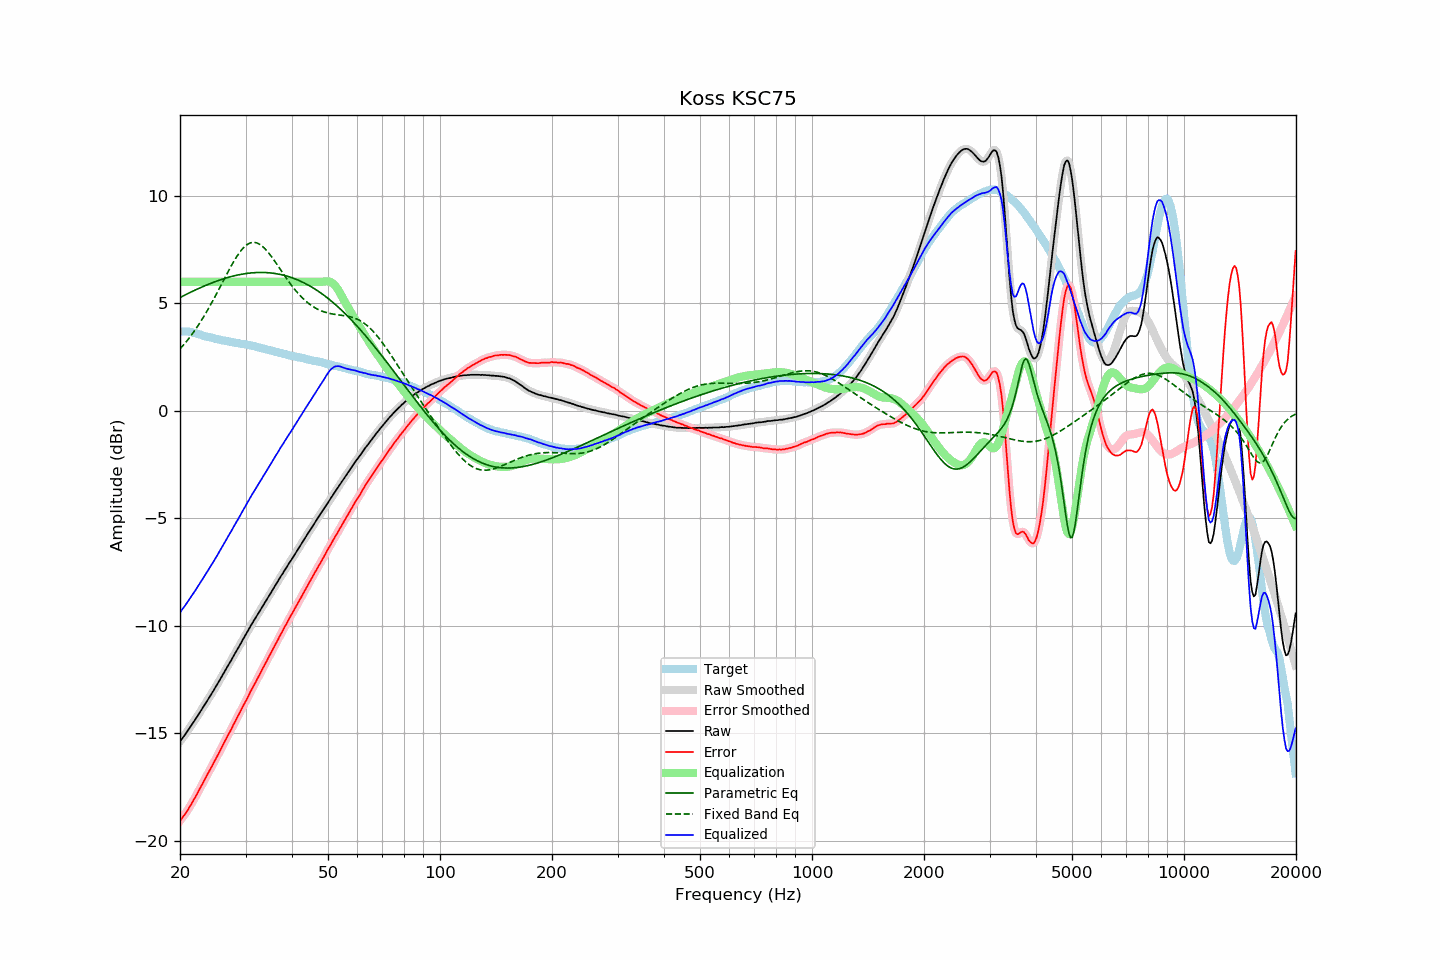 Koss KSC75
Amplitude (dBr)
10
5
0
−5
−10
−15
−20
Target
Raw Smoothed
Error Smoothed
Raw
Error
Equalization
Parametric Eq
Fixed Band Eq
Equalized
20 50 100 200 500 1000 2000 5000 10000 20000
Frequency (Hz)